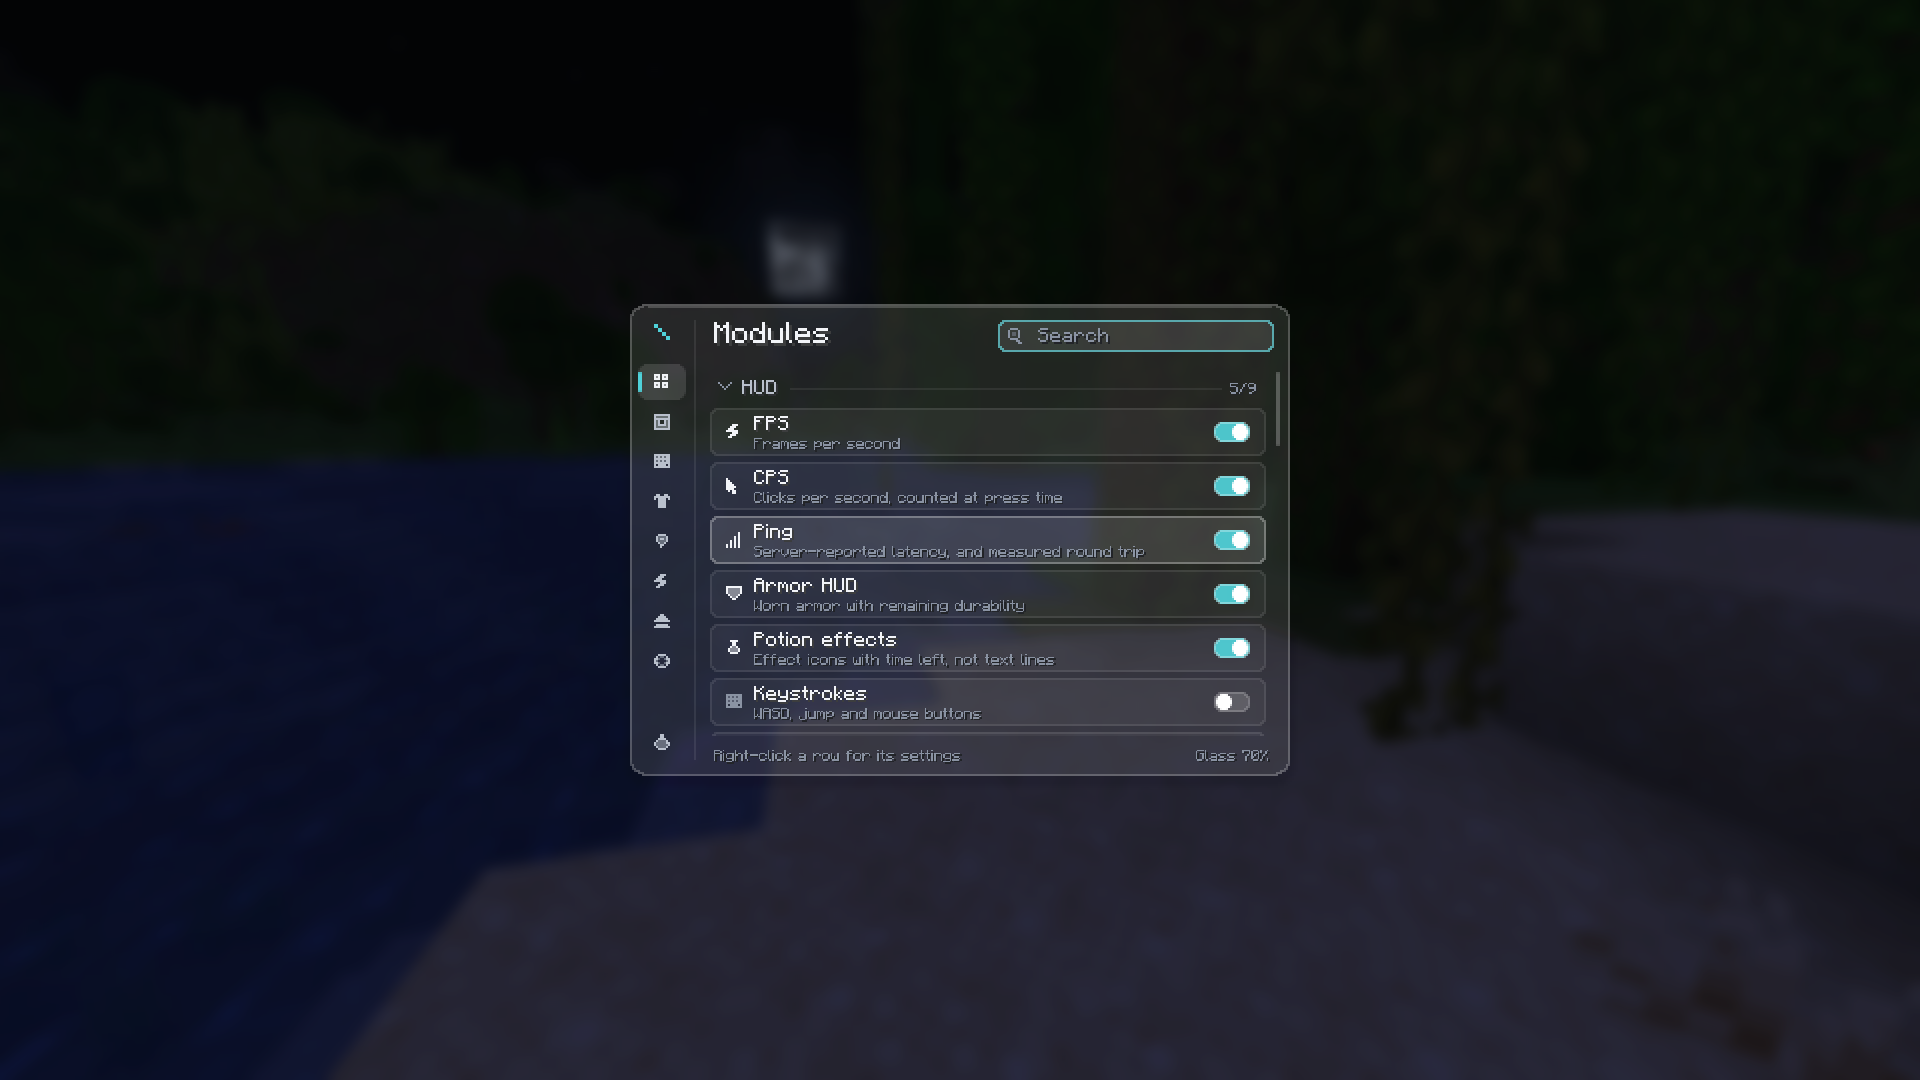 Modules
Search
HUD
5/9
FPS
Frames per second
CPS
Clicks per second, counted at press time
Ping
Server-reported latency, and measured round trip
Armor HUD
Worn armor with remaining durability
Potion effects
Effect icons with time left, not text lines
Keystrokes
WASD, jump and mouse buttons
Right-click a row for its settings
Glass 70%